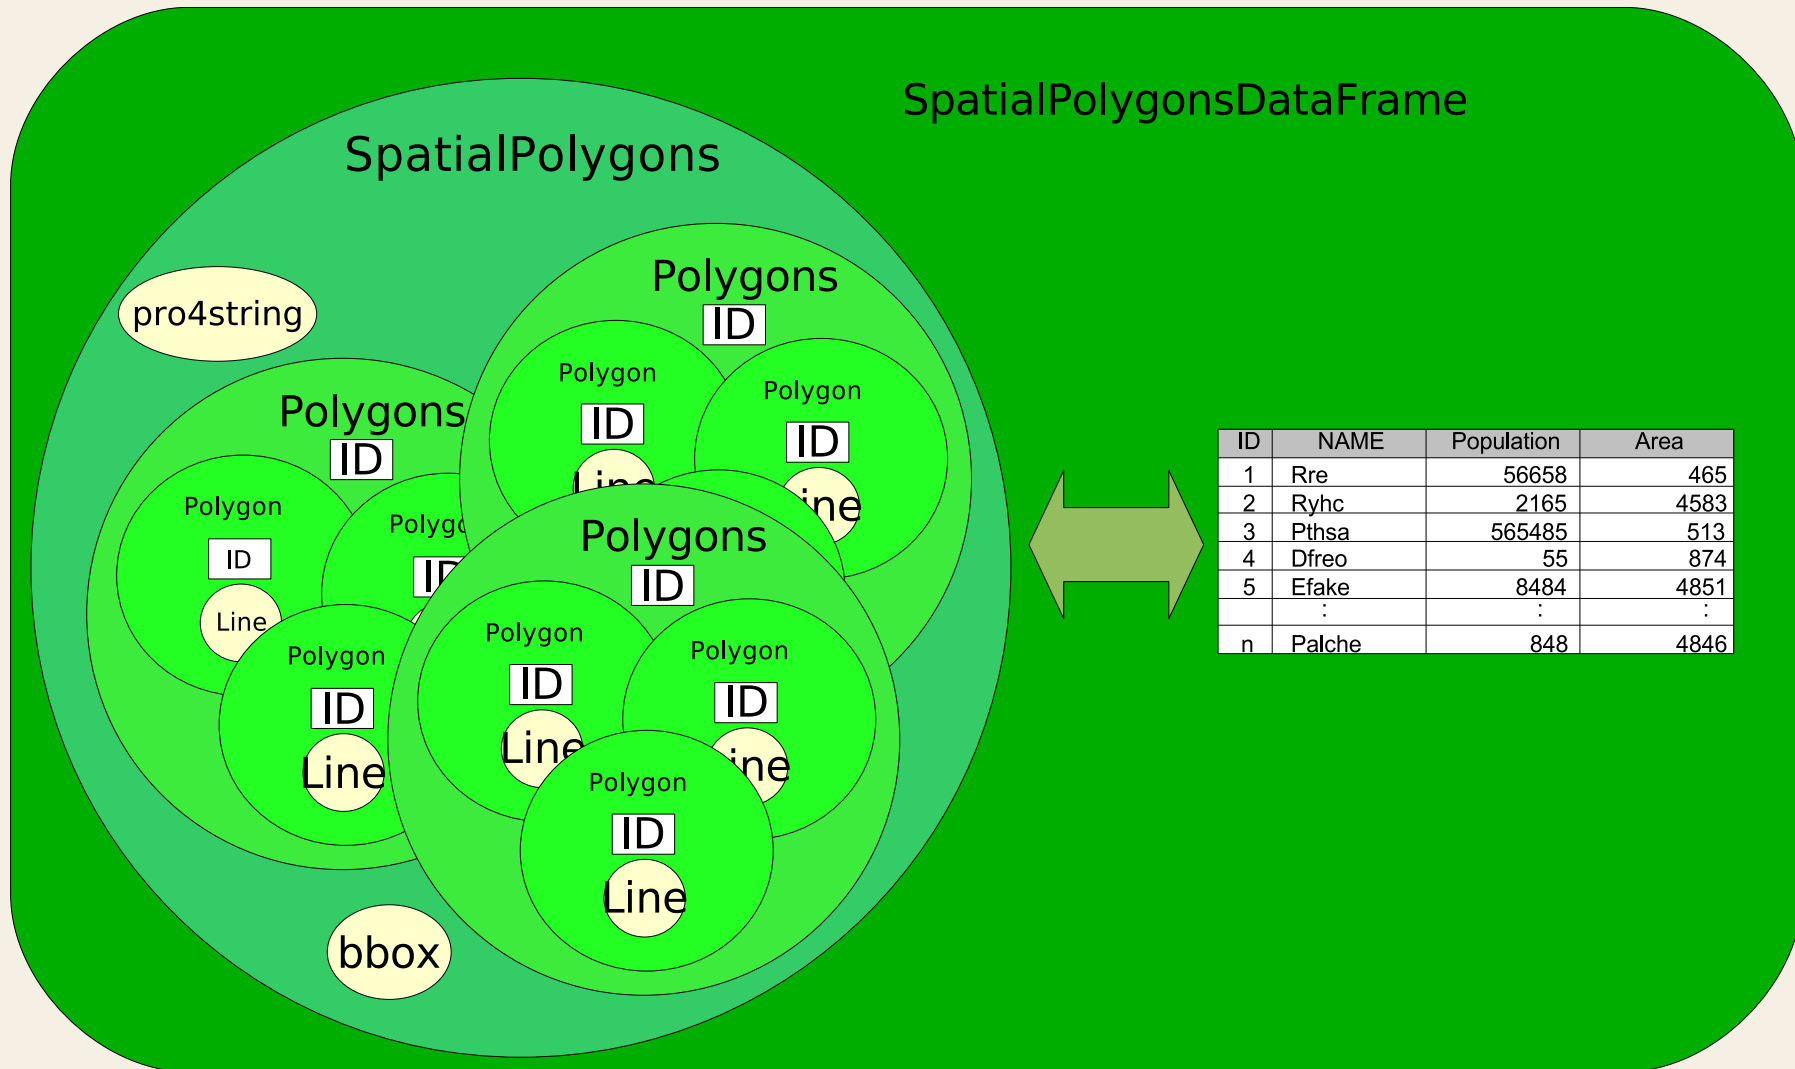 SpatialPolygonsDataFrame
SpatialPolygons
pro4string
Polygons
ID
Polygon
ID
Line
Polygon
ID
Polygons
ID
Polygon
ID
Line
Polygon
ID
Line
Polygons
ID
Polygon
ID
Line
Polygon
ID
Polygon
ID
Line
bbox
ID NAME Population Area
1 Rre 56658 465
2 Ryhc 2165 4583
3 Pthsa 565485 513
4 Dfreo 55 874
5 Efake 8484 4851
: : :
n Palche 848 4846